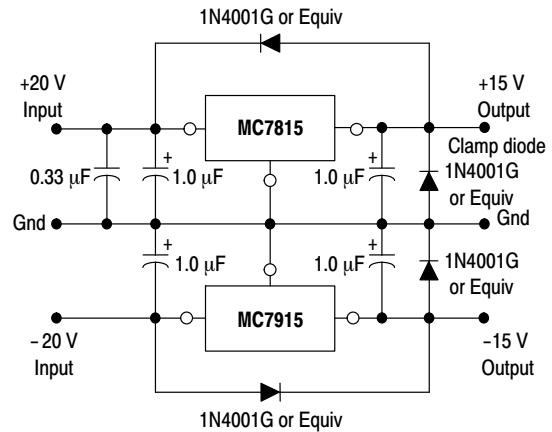 1N4001G or Equiv
+20 V
Input
+15 V
Output
MC7815
Clamp diode
0.33 μF
+
1.0 μF
1.0 μF
+
1N4001G
or Equiv
Gnd
Gnd
+
1.0 μF
1.0 μF
+
1N4001G
or Equiv
MC7915
–20 V
Input
–15 V
Output
1N4001G or Equiv